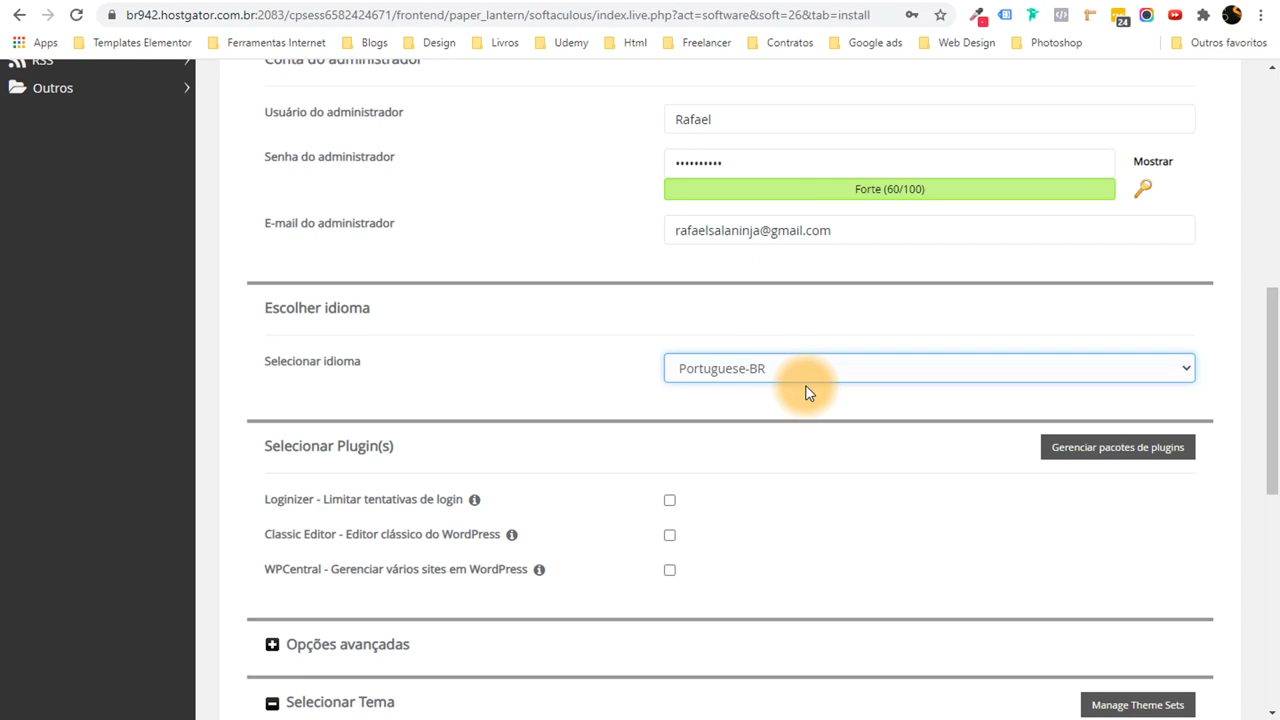 br942.hostgator.com.br:2083/cpsess6582424671/frontend/paper_lantern/softaculous/index.live.php?act=software&soft=26&tab=install
24
Apps Templates Elementor Ferramentas Internet Blogs Design Livros Udemy Html Freelancer Contratos Google ads Web Design Photoshop Outros favoritos
RSS
Outros
Conta do administrador
Usuário do administrador
Rafael
Senha do administrador
••••••••••
Mostrar
Forte (60/100)
E-mail do administrador
rafaelsalaninja@gmail.com
Escolher idioma
Selecionar idioma
Portuguese-BR
Selecionar Plugin(s)
Gerenciar pacotes de plugins
Loginizer - Limitar tentativas de login
Classic Editor - Editor clássico do WordPress
WPCentral - Gerenciar vários sites em WordPress
Opções avançadas
Selecionar Tema
Manage Theme Sets